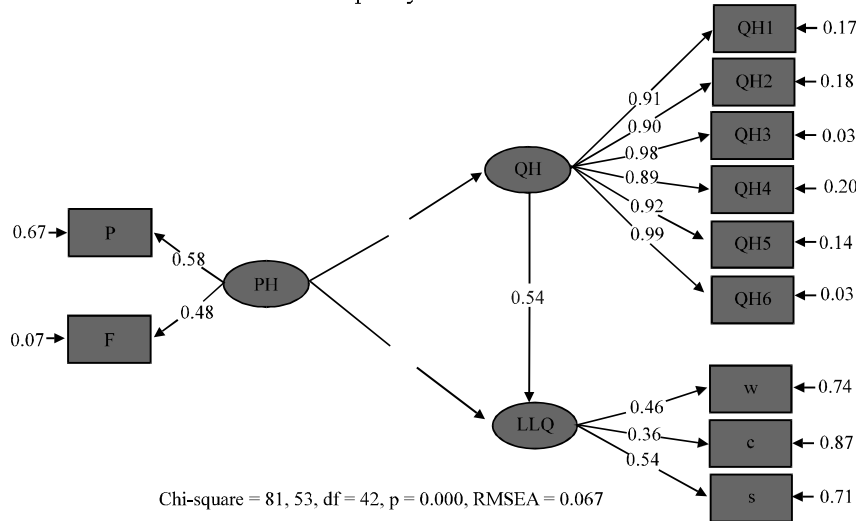 QH1
0.17
QH2
0.18
0.91
0.90
QH3
0.03
0.98
QH
0.89
QH4
0.20
0.92
0.99
QH5
0.14
0.67
P
0.58
PH
0.54
QH6
0.03
0.48
0.07
F
w
0.74
0.46
LLQ
0.36
c
0.87
0.54
s
0.71
Chi-square = 81, 53, df = 42, p = 0.000, RMSEA = 0.067